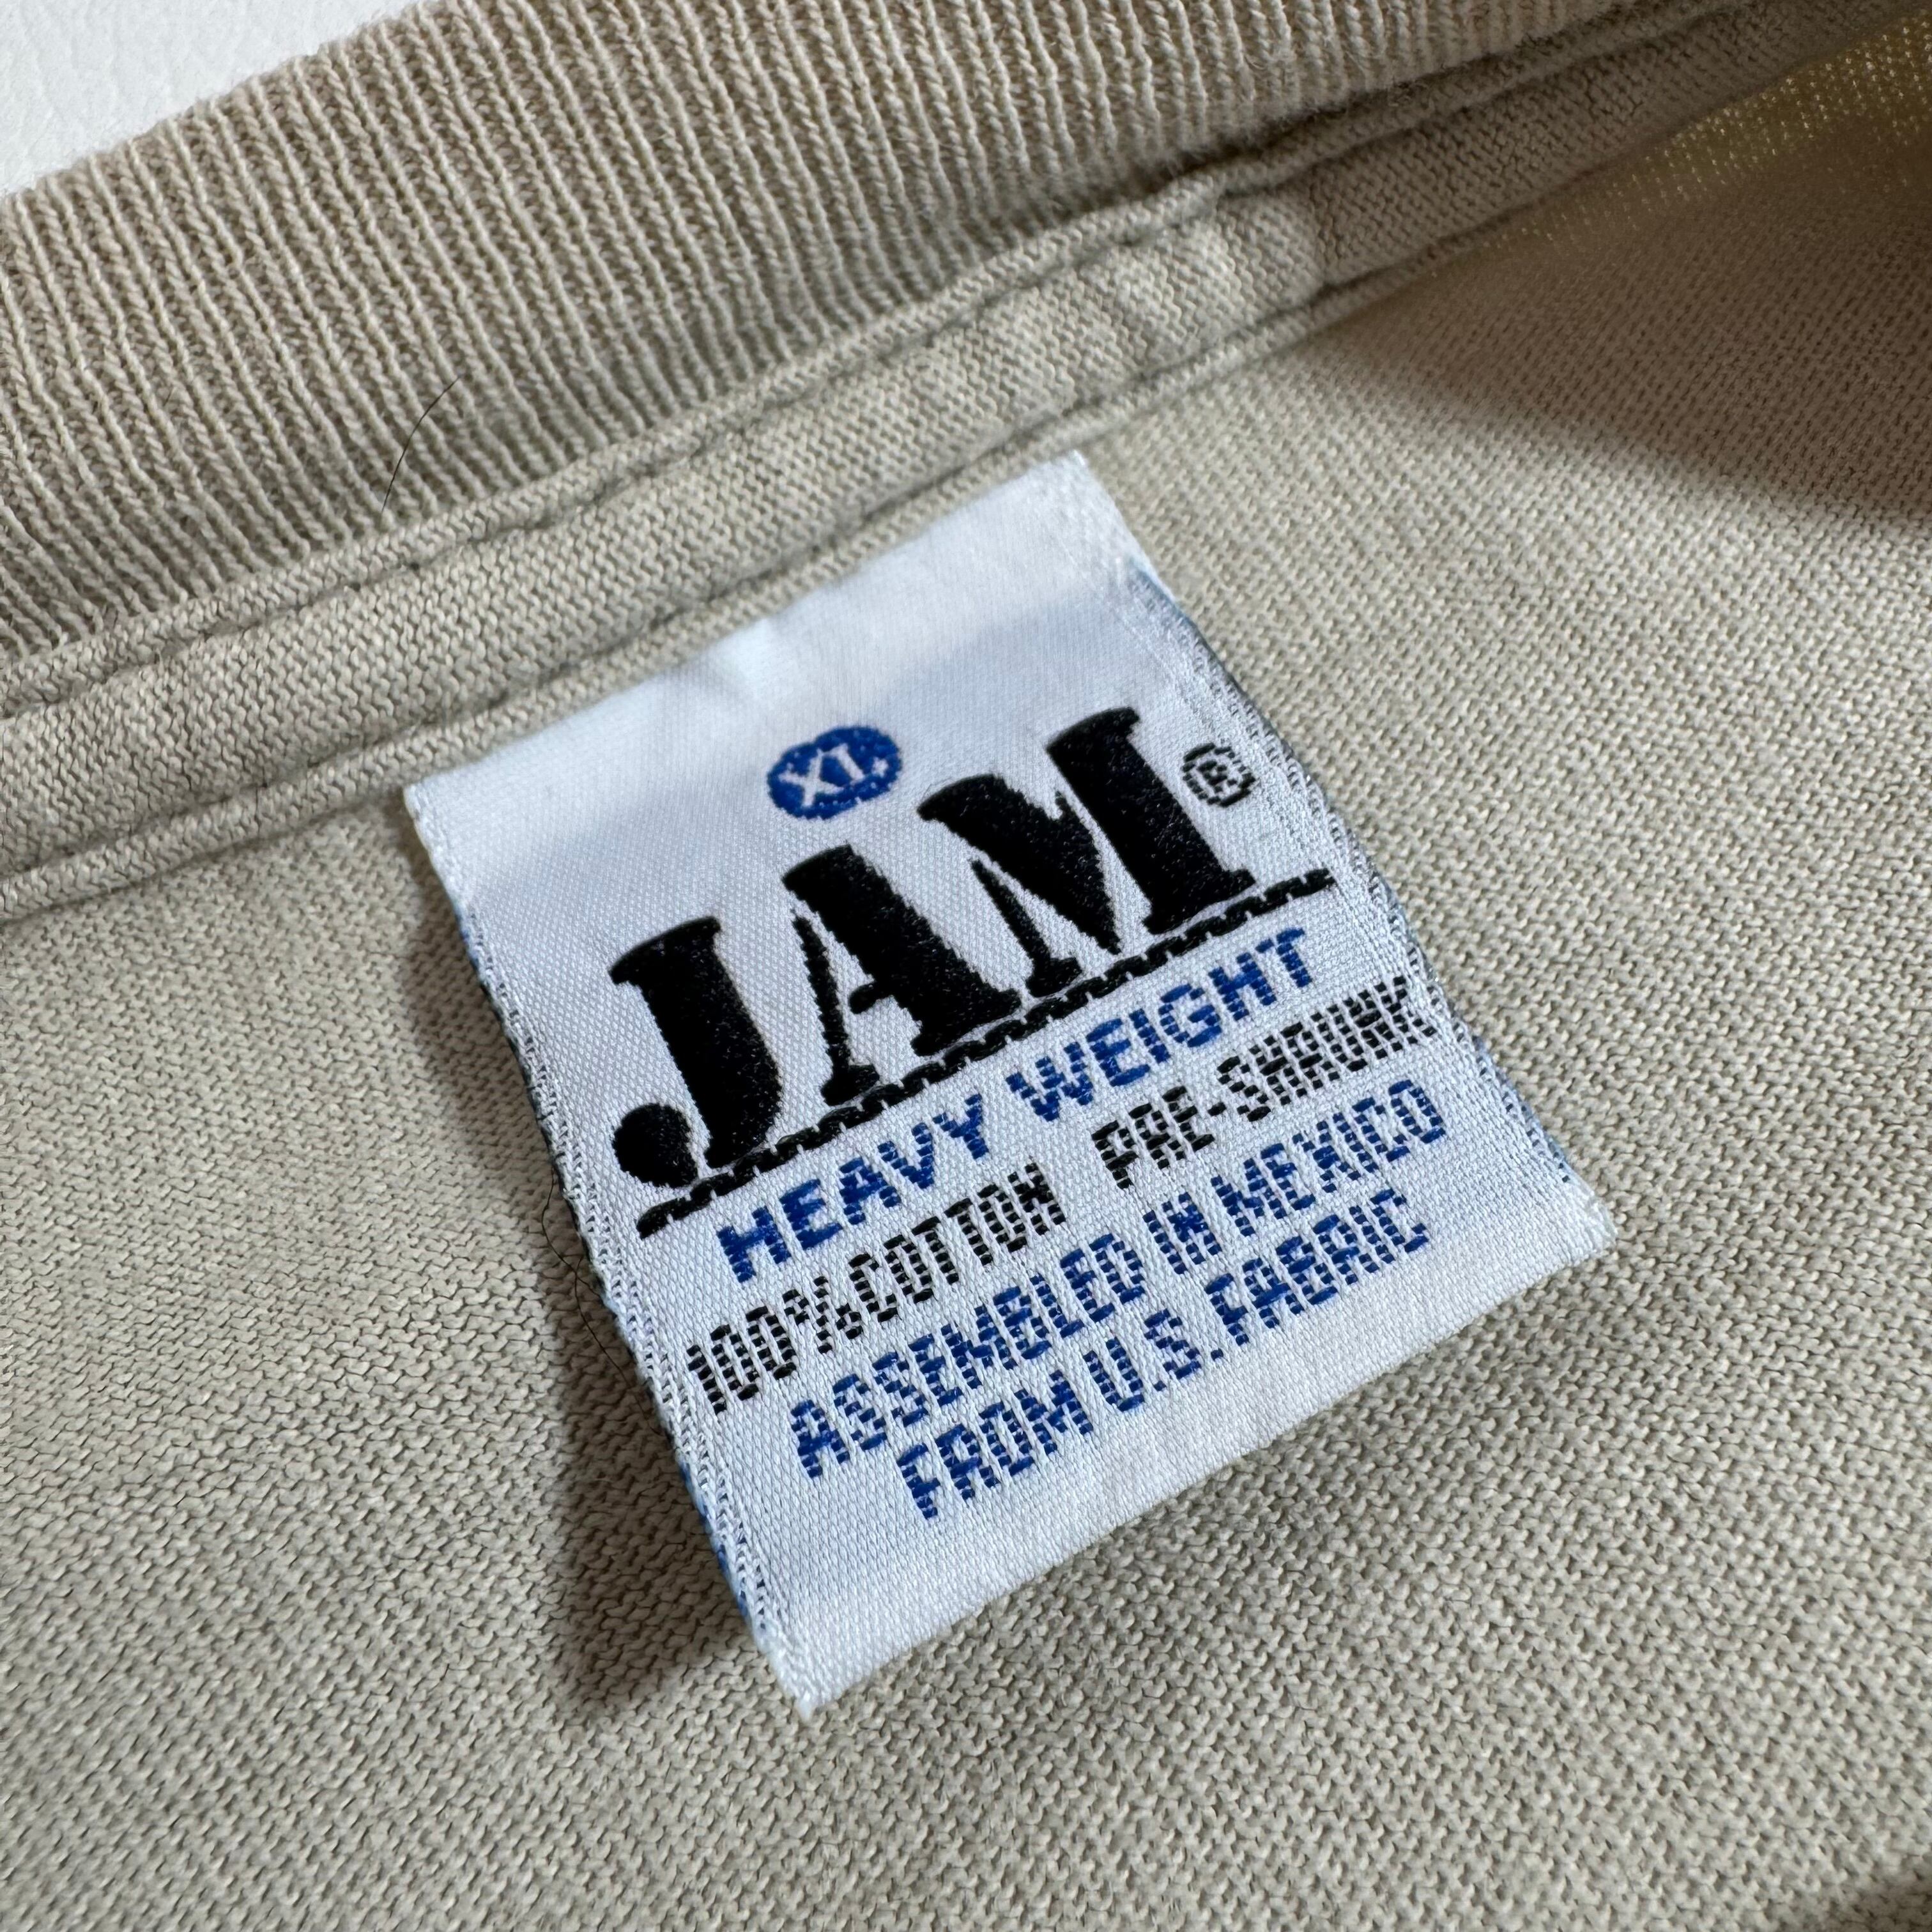 XL
JAM®
HEAVY WEIGHT
100% COTTON PRE-SHRUNK
ASSEMBLED IN MEXICO
FROM U.S. FABRIC